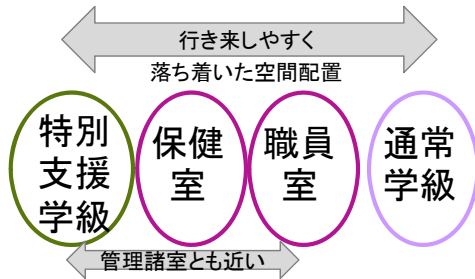 行き来しやすく
落ち着いた空間配置
特別
支援
学級
保健
室
職員
室
通常
学級
管理諸室とも近い